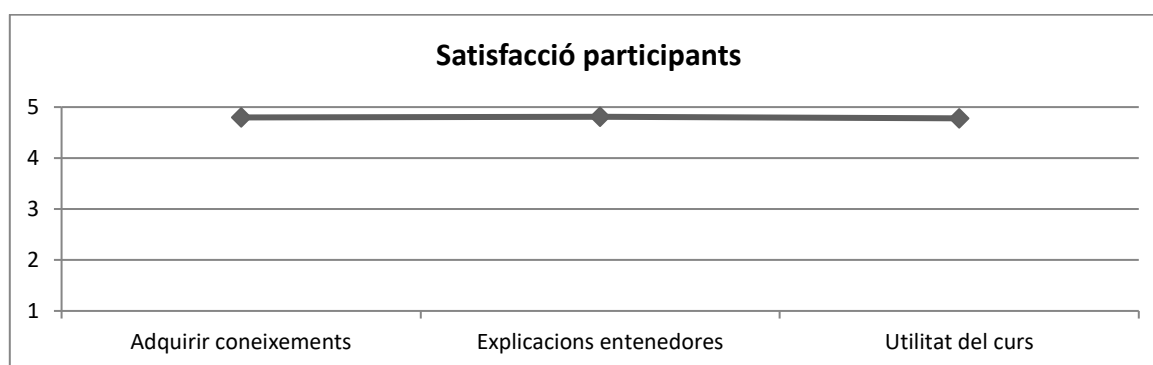 Satisfacció participants
5
4
3
2
1
Adquirir coneixements
Explicacions entenedores
Utilitat del curs